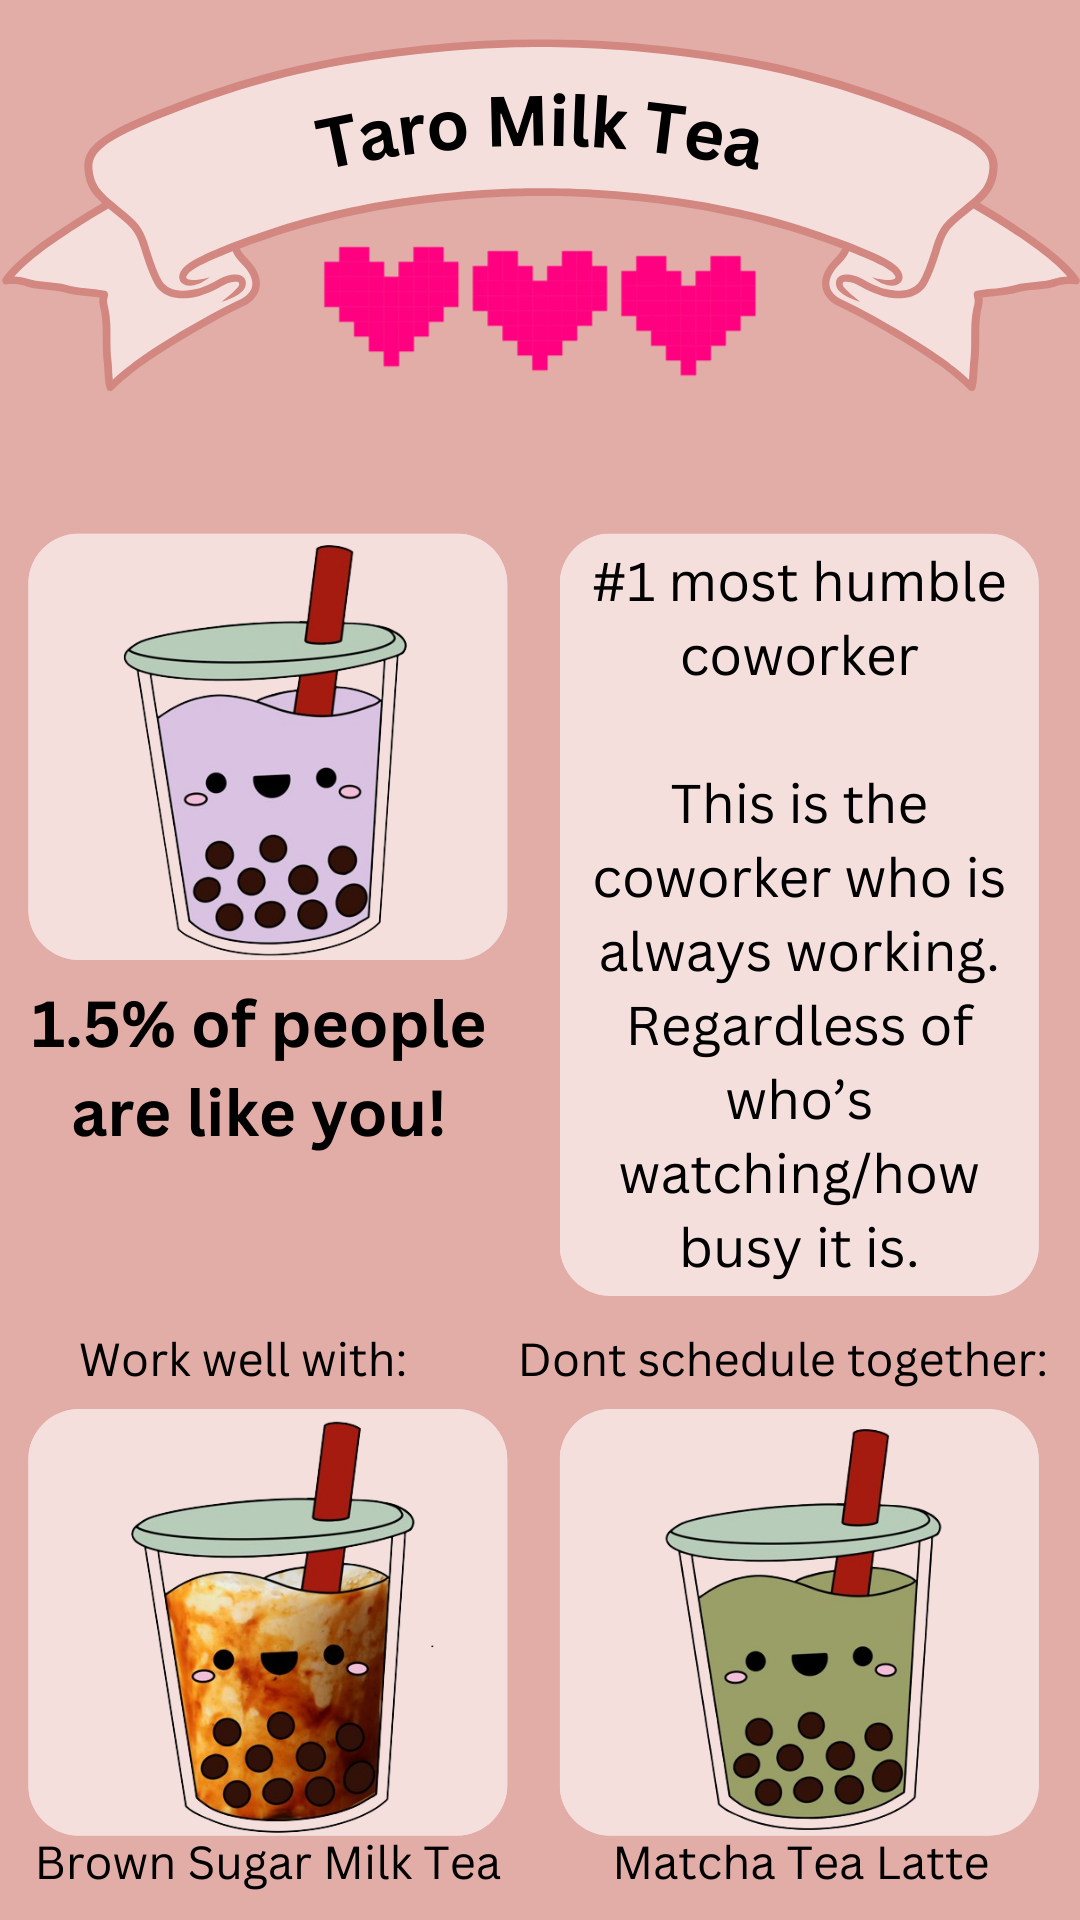 Taro Milk Tea
#1 most humble
coworker
This is the
coworker who is
always working.
Regardless of
who’s
watching/how
busy it is.
1.5% of people
are like you!
Work well with:
Dont schedule together:
Brown Sugar Milk Tea
Matcha Tea Latte